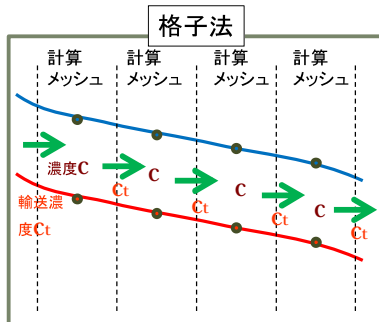 格子法
計算 計算 計算 計算
メッシュ メッシュ メッシュ メッシュ
濃度C C C C
Ct Ct Ct Ct
輸送濃
度Ct